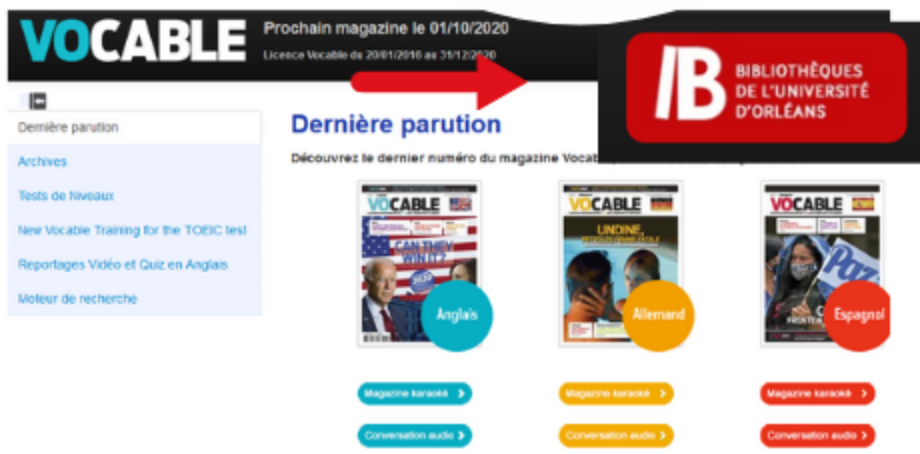 VOCABLE
Prochain magazine le 01/10/2020
Licence Vocable du 20/01/2016 au 31/12/2020
IB BIBLIOTHÈQUES
DE L'UNIVERSITÉ
D'ORLÉANS
Dernière parution
Archives
Tests de Niveaux
New Vocable Training for the TOEIC test
Reportages Vidéo et Quiz en Anglais
Moteur de recherche
Dernière parution
Découvrez le dernier numéro du magazine Vocab
VOCABLE
CAN THEY
WIN IT?
2020
Anglais
VOCABLE
UNDINE,
Allemand
VOCABLE
Paz
Espagnol
Magazine karaoké
Magazine karaoké
Magazine karaoké
Conversation audio
Conversation audio
Conversation audio